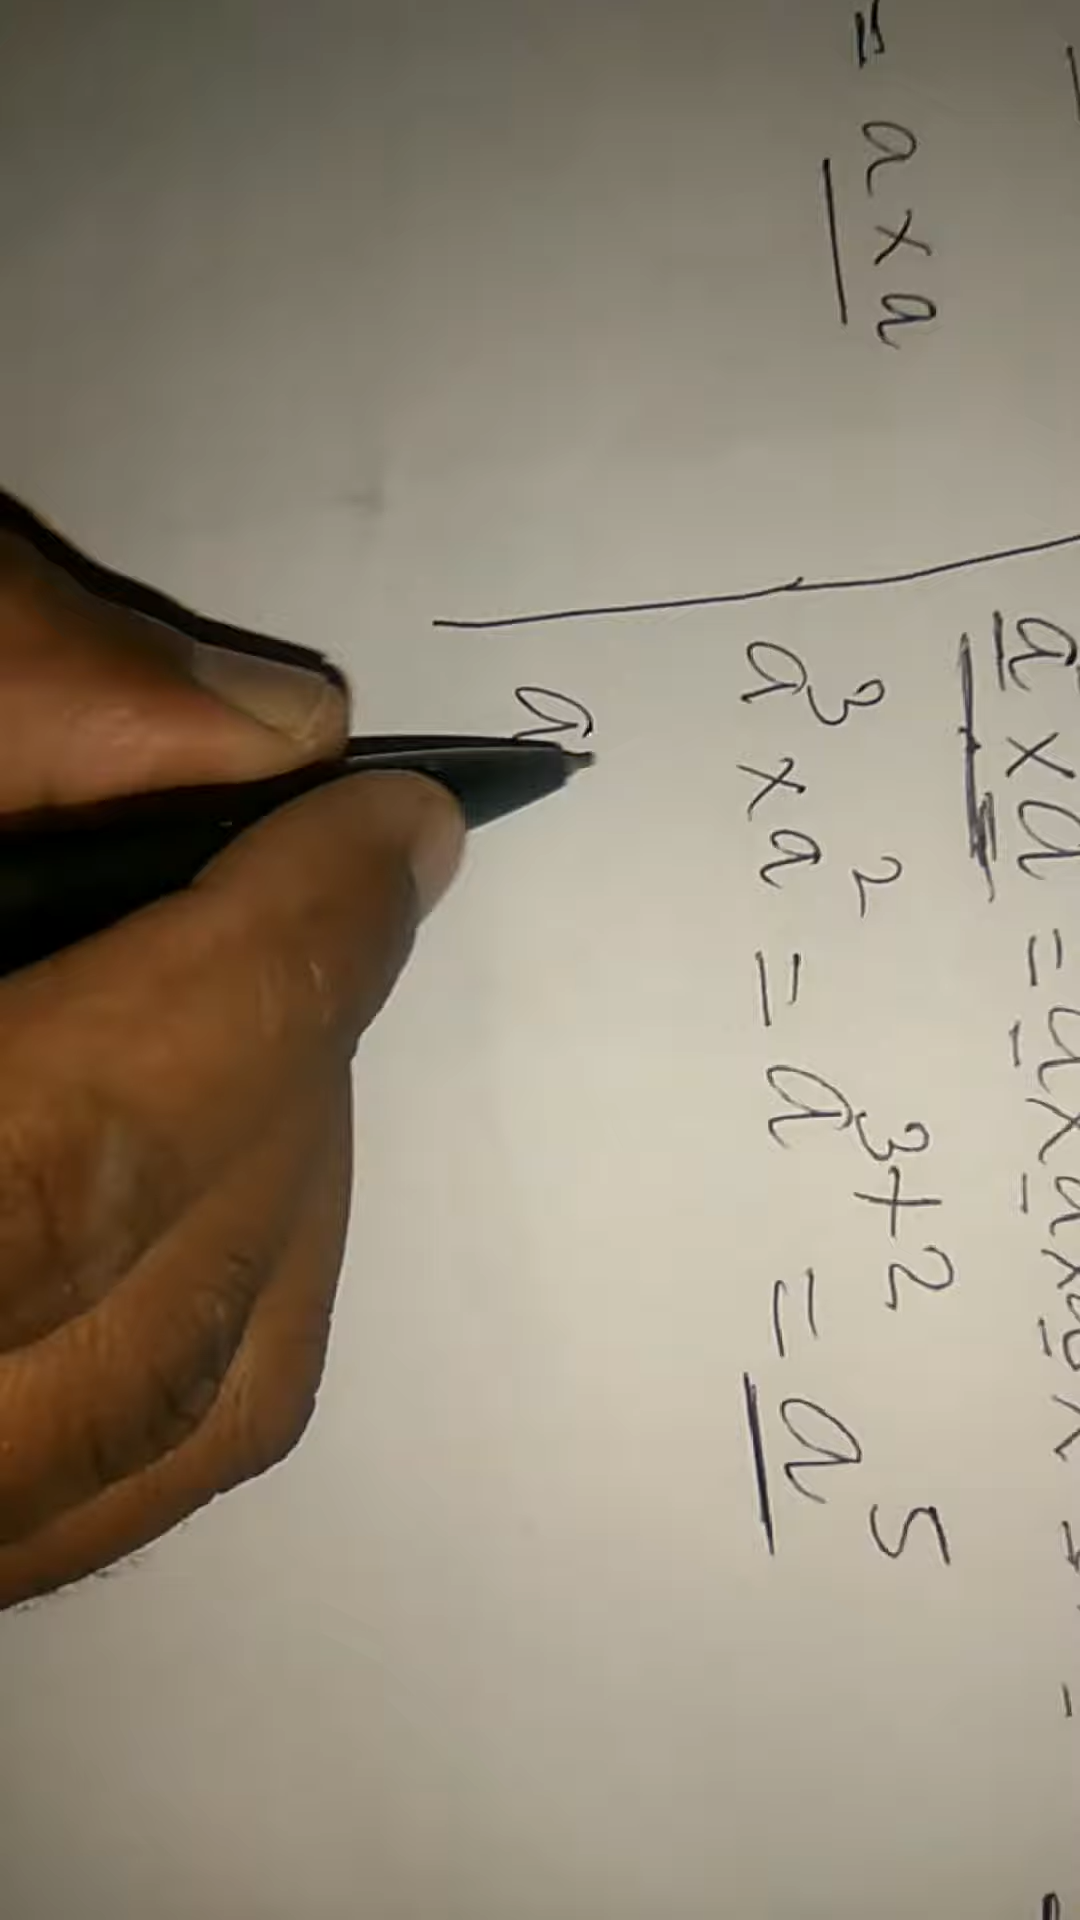 = a x a
a x a = a x a x a x
a³ x a² = a³⁺² = a⁵
a